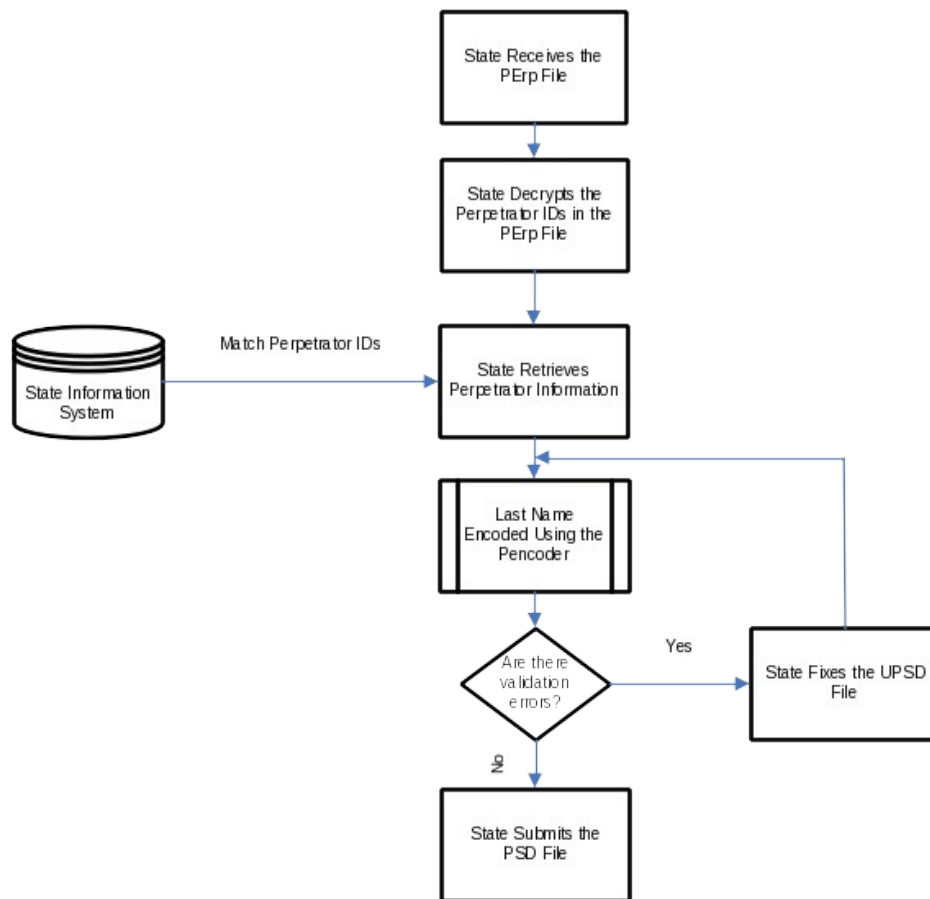 State Receives the
PErp File
State Decrypts the
Perpetrator IDs in the
PErp File
Match Perpetrator IDs
State Information
System
State Retrieves
Perpetrator Information
Last Name
Encoded Using the
Pencoder
Are there
validation
errors?
Yes
State Fixes the UPSD
File
No
State Submits the
PSD File